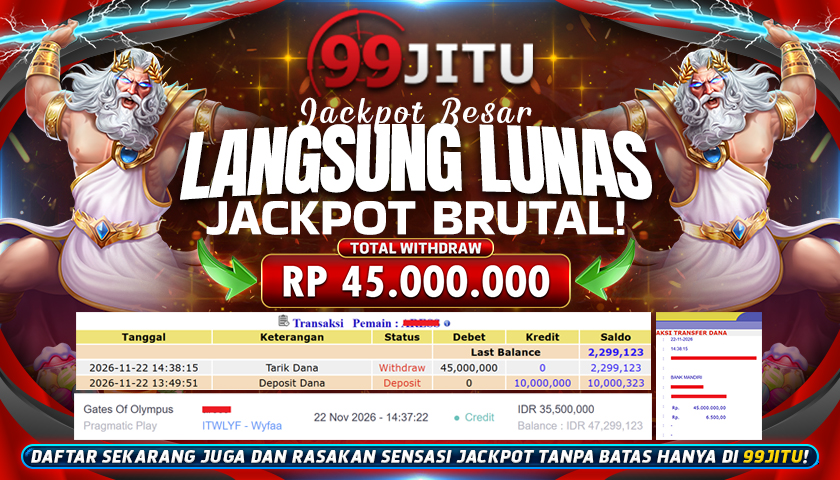 99JITU
Jackpot Besar
LANGSUNG LUNAS
JACKPOT BRUTAL!
TOTAL WITHDRAW
RP 45.000.000
Transaksi Pemain :
Tanggal Keterangan Status Debet Kredit Saldo
Last Balance 2,299,123
2026-11-22 14:38:15 Tarik Dana Withdraw 45,000,000 0 2,299,123
2026-11-22 13:49:51 Deposit Dana Deposit 0 10,000,000 10,000,323
Gates Of Olympus 22 Nov 2026 - 14:37:22 Credit IDR 35,500,000
Pragmatic Play ITWLYF - Wyfaa Balance : IDR 47,299,123
AKSI TRANSFER DANA
22-11-2026
14:38:15
BANK MANDIRI
Rp. 45.000.000,00
Rp. 6.500,00
DAFTAR SEKARANG JUGA DAN RASAKAN SENSASI JACKPOT TANPA BATAS HANYA DI 99JITU!